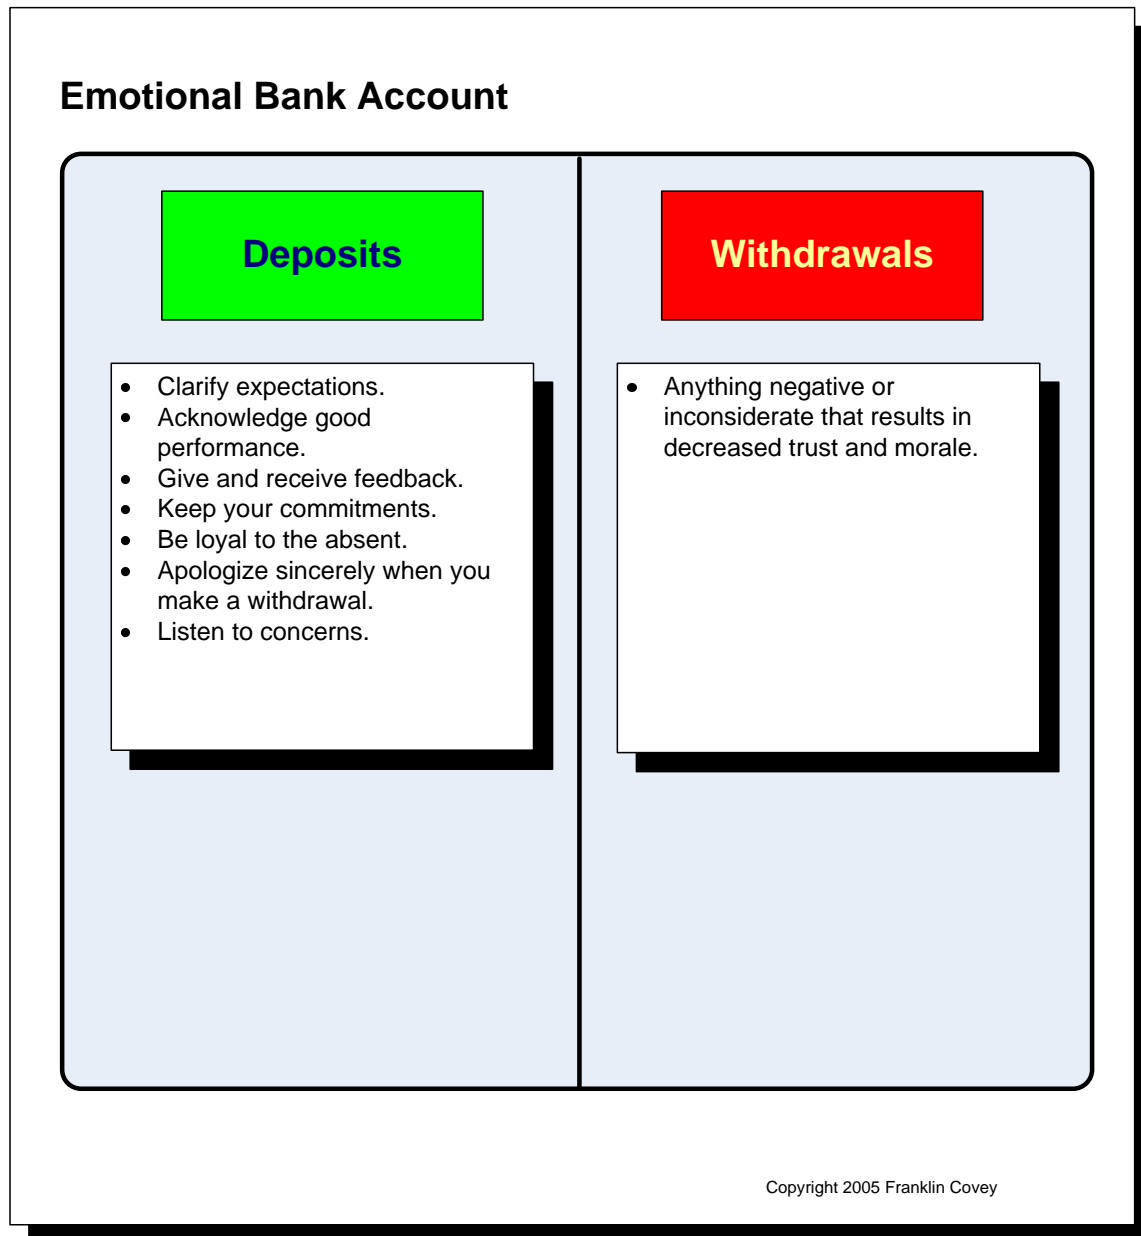 Emotional Bank Account
Deposits
Withdrawals
• Clarify expectations.
• Acknowledge good
performance.
• Give and receive feedback.
• Keep your commitments.
• Be loyal to the absent.
• Apologize sincerely when you
make a withdrawal.
• Listen to concerns.
• Anything negative or
inconsiderate that results in
decreased trust and morale.
Copyright 2005 Franklin Covey